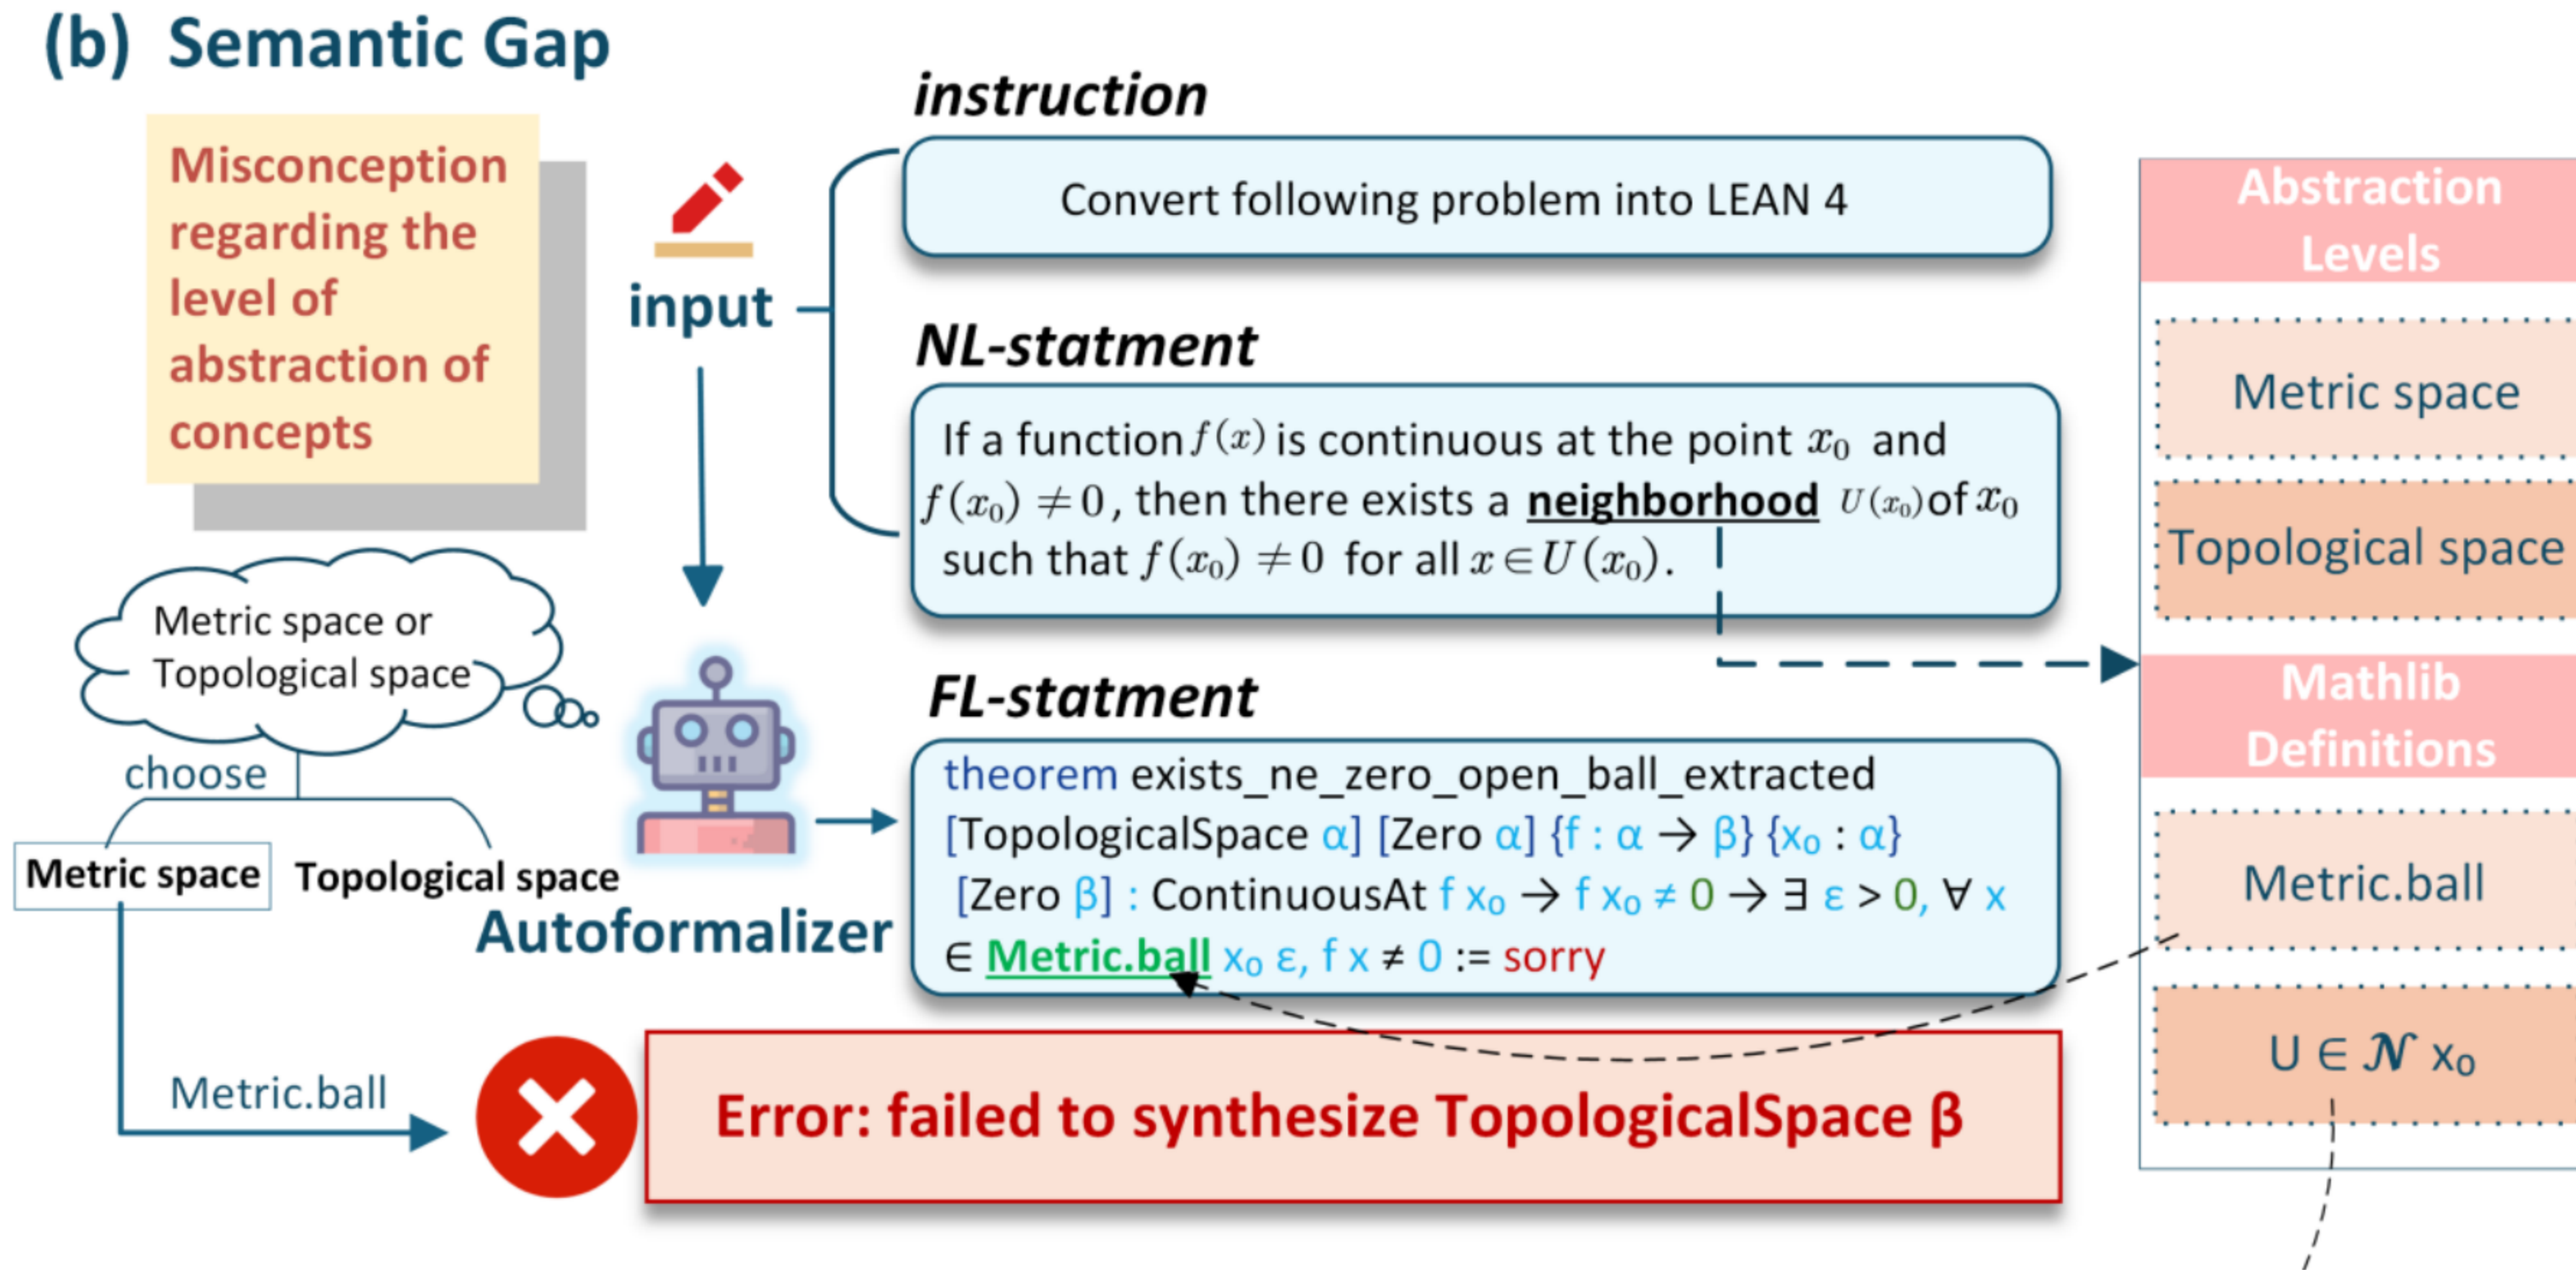 (b) Semantic Gap
Misconception
regarding the
level of
abstraction of
concepts
input
instruction
Convert following problem into LEAN 4
NL-statment
If a function f(x) is continuous at the point x₀ and
f(x₀) ≠ 0, then there exists a neighborhood U(x₀) of x₀
such that f(x₀) ≠ 0 for all x ∈ U(x₀).
Metric space or
Topological space
choose
Metric space
Topological space
Metric.ball
Autoformalizer
FL-statment
theorem exists_ne_zero_open_ball_extracted
[TopologicalSpace α] [Zero α] {f : α → β} {x₀ : α}
[Zero β] : ContinuousAt f x₀ → f x₀ ≠ 0 → ∃ ε > 0, ∀ x
∈ Metric.ball x₀ ε, f x ≠ 0 := sorry
Error: failed to synthesize TopologicalSpace β
Abstraction
Levels
Metric space
Topological space
Mathlib
Definitions
Metric.ball
U ∈ 𝓝 x₀